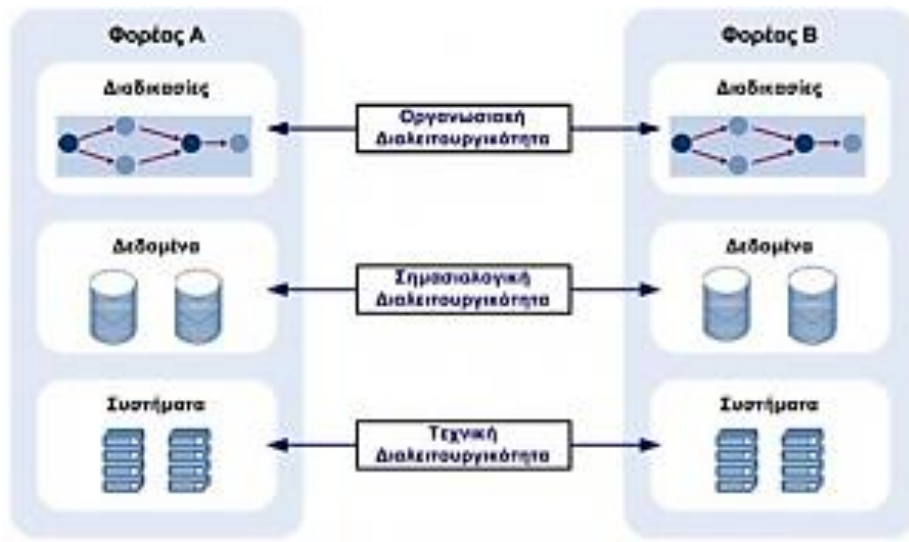 Φορέας Α
Διαδικασίες
Δεδομένα
Συστήματα
Οργανωσιακή
Διαλειτουργικότητα
Σημασιολογική
Διαλειτουργικότητα
Τεχνική
Διαλειτουργικότητα
Φορέας Β
Διαδικασίες
Δεδομένα
Συστήματα